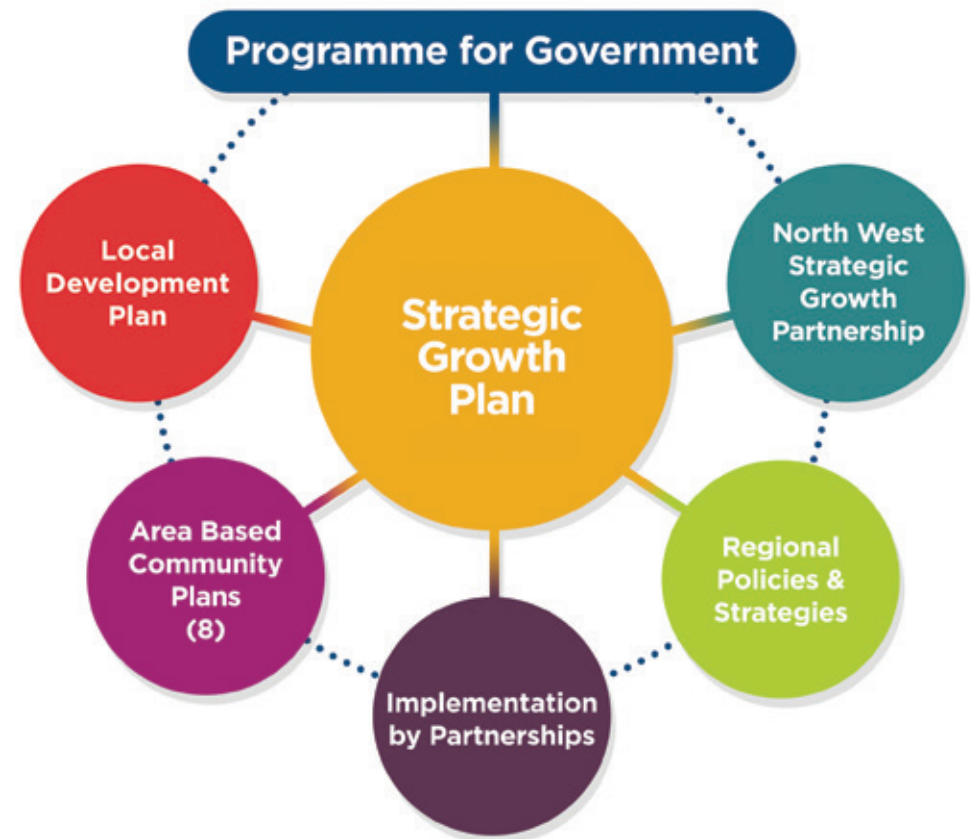 Programme for Government
Local
Development
Plan
Strategic
Growth
Plan
North West
Strategic
Growth
Partnership
Area Based
Community
Plans
(8)
Regional
Policies &
Strategies
Implementation
by Partnerships